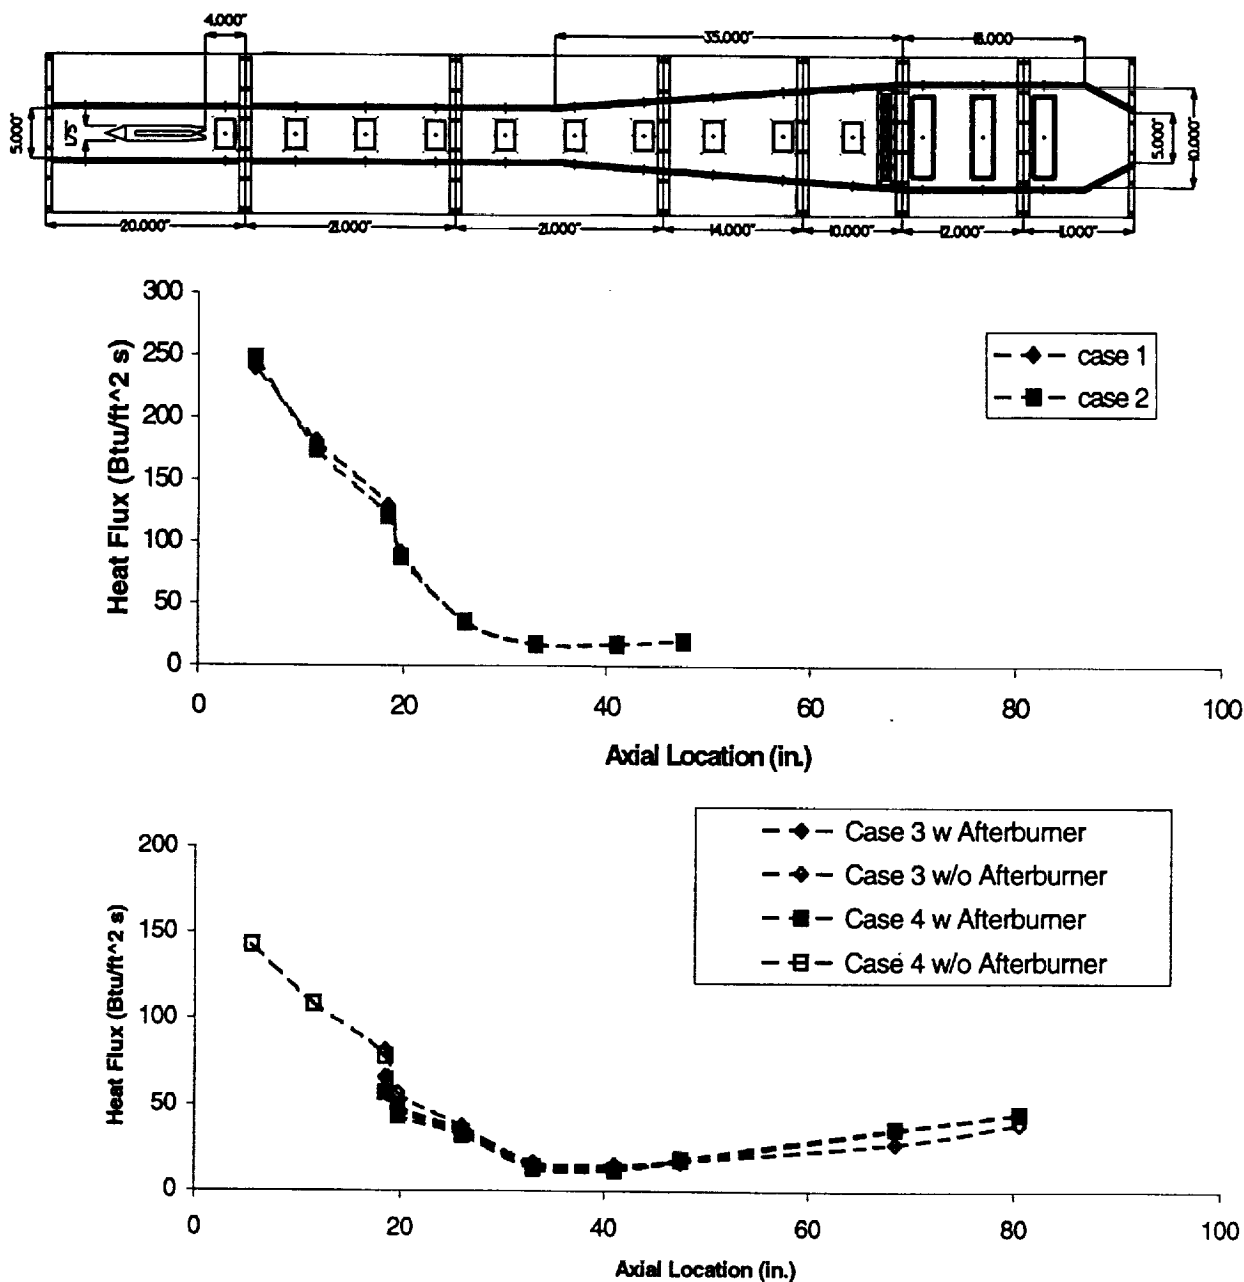 4.000"
35.000"
18.000
5.000"
1.75"
5.000"
10.000"
20.000"
21.000"
21.000"
14.000"
10.000"
12.000"
11.000"
300
250
200
150
100
50
0
Heat Flux (Btu/ft^2 s)
case 1
case 2
0 20 40 60 80 100
Axial Location (in.)
Case 3 w Afterburner
Case 3 w/o Afterburner
Case 4 w Afterburner
Case 4 w/o Afterburner
200
150
100
50
0
Heat Flux (Btu/ft^2 s)
0 20 40 60 80 100
Axial Location (in.)